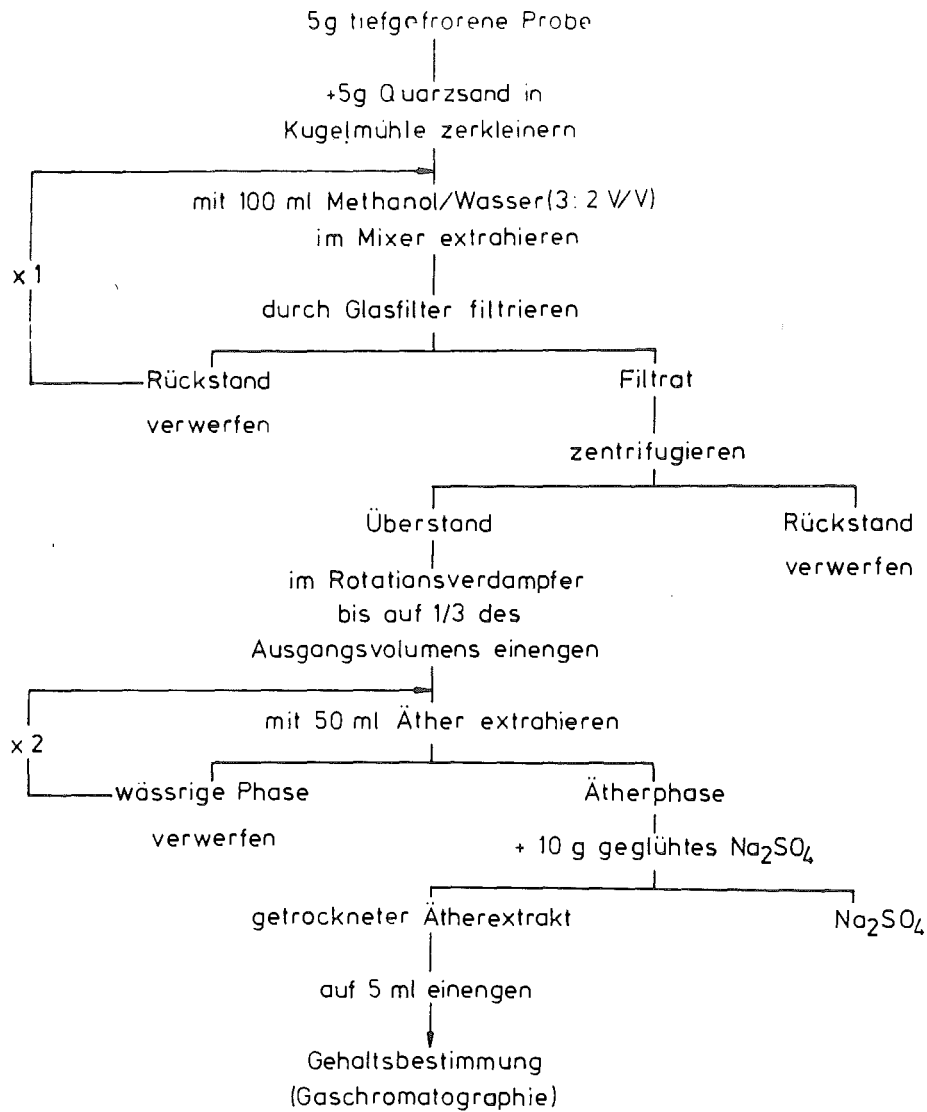 5g tiefgefrorene Probe
+5g Quarzsand in
Kugelmühle zerkleinern
mit 100 ml Methanol/Wasser(3:2 V/V)
im Mixer extrahieren
x 1
durch Glasfilter filtrieren
Rückstand
verwerfen
Filtrat
zentrifugieren
Überstand
Rückstand
verwerfen
im Rotationsverdampfer
bis auf 1/3 des
Ausgangsvolumens einengen
mit 50 ml Äther extrahieren
x 2
wässrige Phase
verwerfen
Ätherphase
+ 10 g geglühtes Na₂SO₄
getrockneter Ätherextrakt
Na₂SO₄
auf 5 ml einengen
Gehaltsbestimmung
(Gaschromatographie)